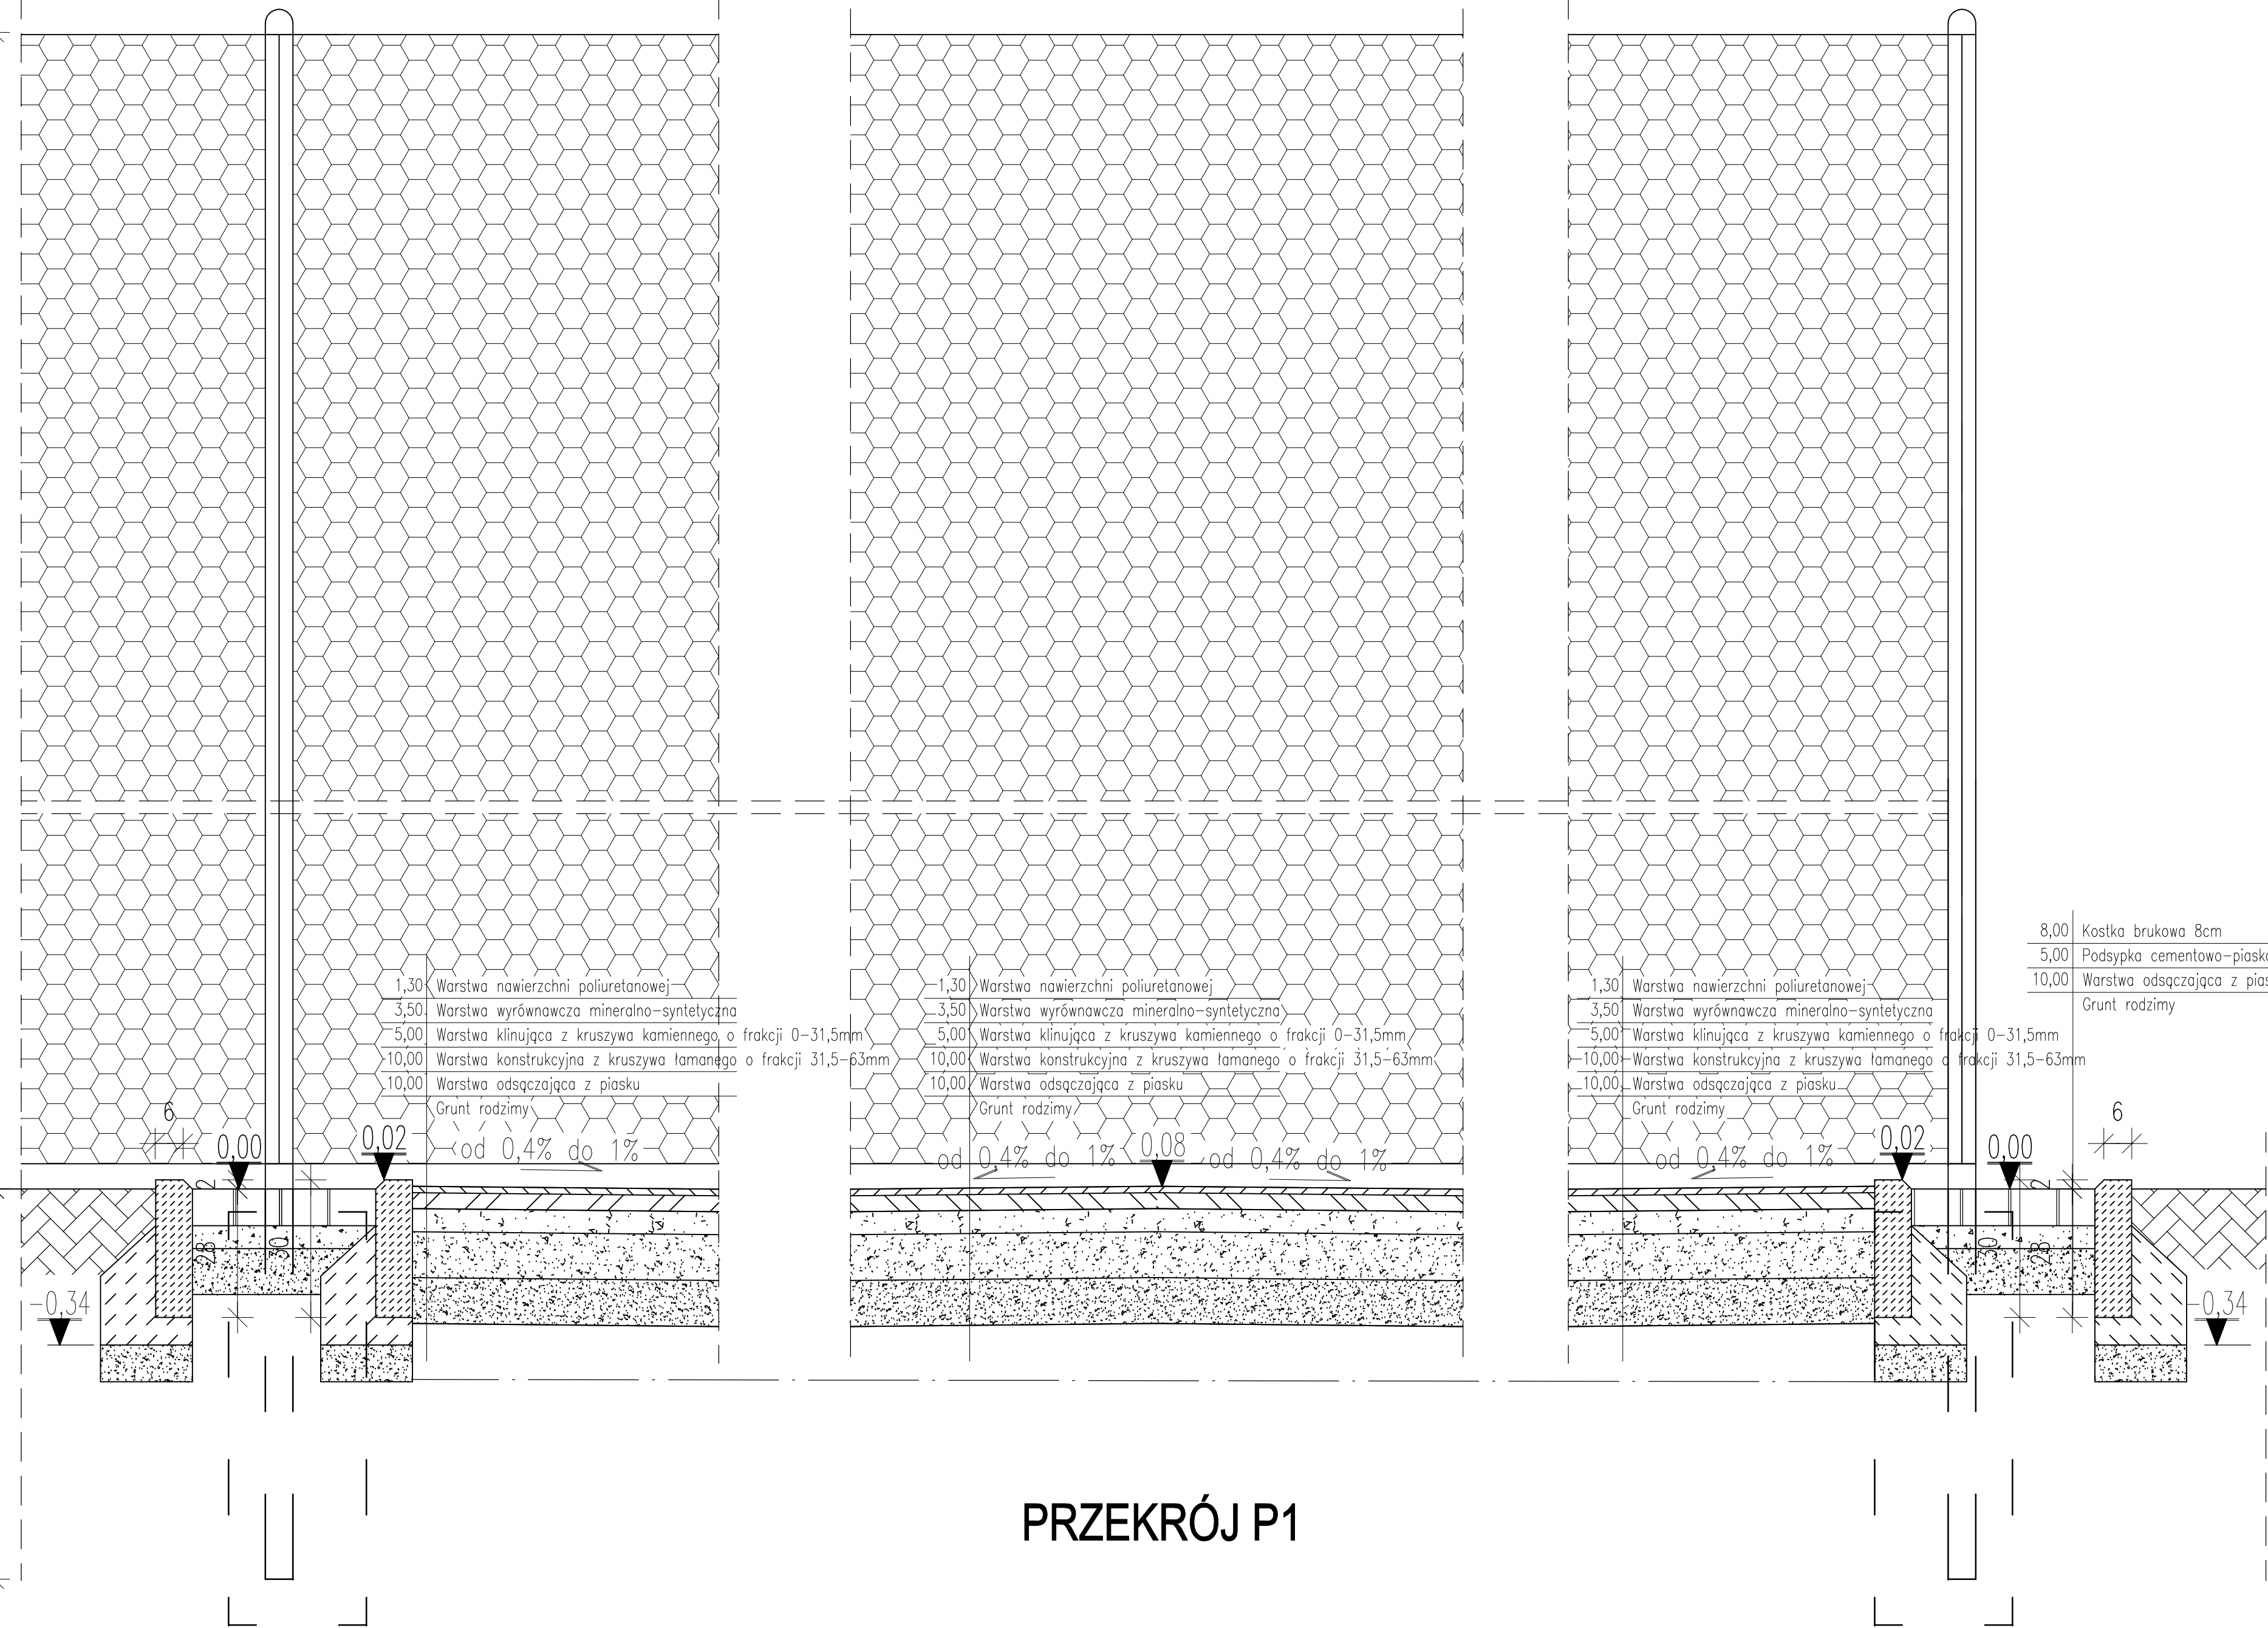 8,00 Kostka brukowa 8cm
5,00 Podsypka cementowo-piask
10,00 Warstwa odsączająca z pias
Grunt rodzimy
1,30 Warstwa nawierzchni poliuretanowej
3,50 Warstwa wyrównawcza mineralno-syntetyczna
5,00 Warstwa klinująca z kruszywa kamiennego o frakcji 0-31,5mm
10,00 Warstwa konstrukcyjna z kruszywa łamanego o frakcji 31,5-63mm
10,00 Warstwa odsączająca z piasku
Grunt rodzimy
1,30 Warstwa nawierzchni poliuretanowej
3,50 Warstwa wyrównawcza mineralno-syntetyczna
5,00 Warstwa klinująca z kruszywa kamiennego o frakcji 0-31,5mm
10,00 Warstwa konstrukcyjna z kruszywa łamanego o frakcji 31,5-63mm
10,00 Warstwa odsączająca z piasku
Grunt rodzimy
1,30 Warstwa nawierzchni poliuretanowej
3,50 Warstwa wyrównawcza mineralno-syntetyczna
5,00 Warstwa klinująca z kruszywa kamiennego o frakcji 0-31,5mm
10,00 Warstwa konstrukcyjna z kruszywa łamanego o frakcji 31,5-63mm
10,00 Warstwa odsączająca z piasku
Grunt rodzimy
6
0,00
0,02
od 0,4% do 1%
od 0,4% do 1%
0,08
od 0,4% do 1%
od 0,4% do 1%
0,02
0,00
6
2
28
30
-0,34
2
30
28
-0,34
PRZEKRÓJ P1